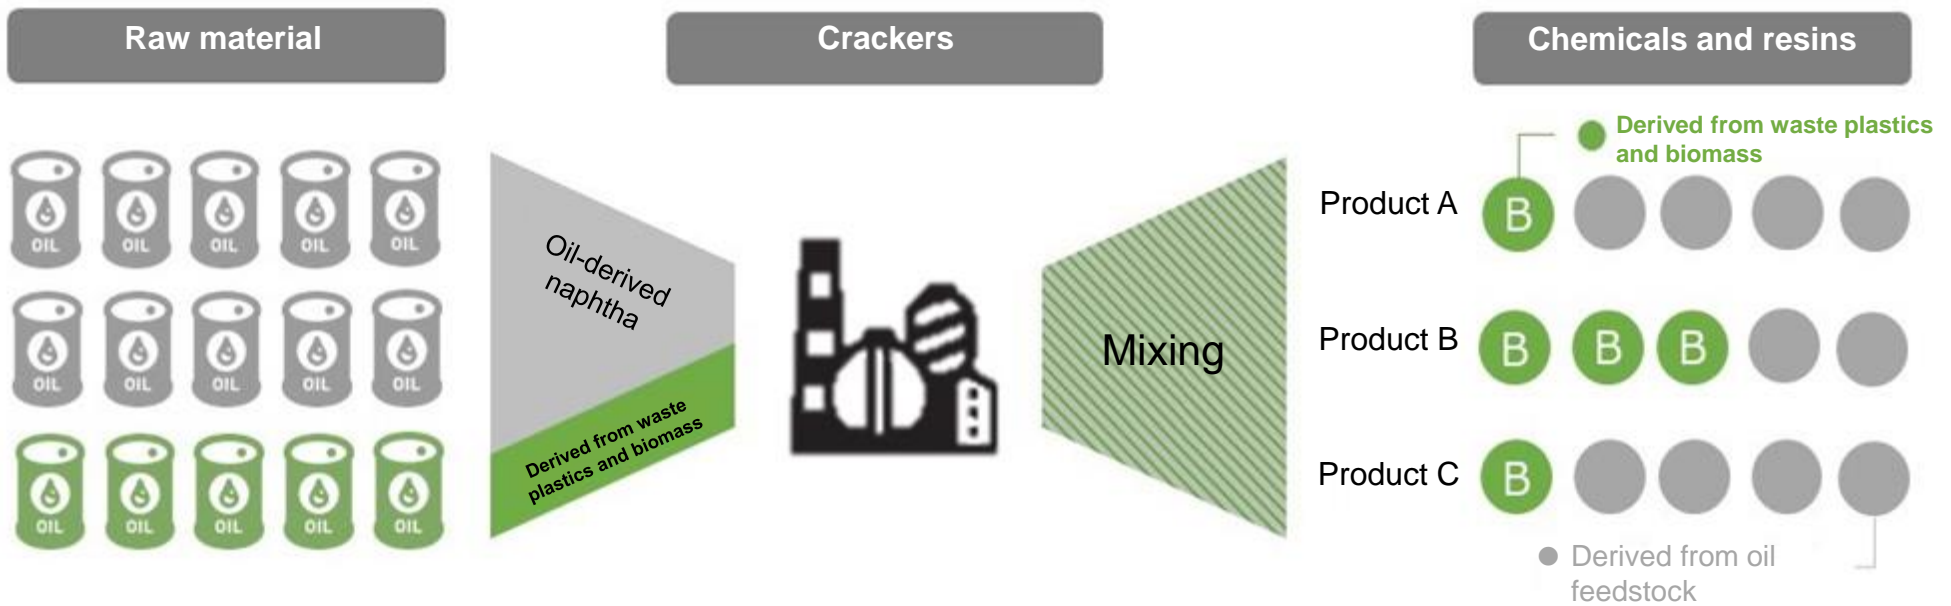 Raw material
Crackers
Chemicals and resins
OIL OIL OIL OIL OIL
OIL OIL OIL OIL OIL
OIL OIL OIL OIL OIL
Oil-derived
naphtha
Derived from waste
plastics and biomass
Mixing
Derived from waste plastics
and biomass
Product A B
Product B B B B
Product C B
Derived from oil
feedstock